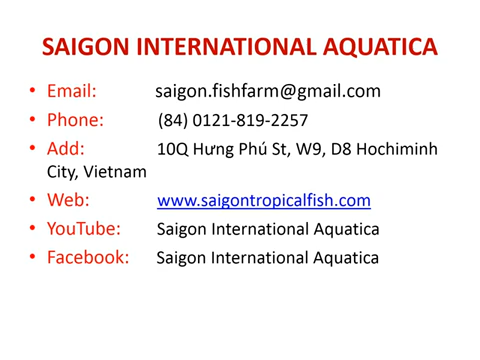 SAIGON INTERNATIONAL AQUATICA
• Email: saigon.fishfarm@gmail.com
• Phone: (84) 0121-819-2257
• Add: 10Q Hưng Phú St, W9, D8 Hochiminh
City, Vietnam
• Web: www.saigontropicalfish.com
• YouTube: Saigon International Aquatica
• Facebook: Saigon International Aquatica